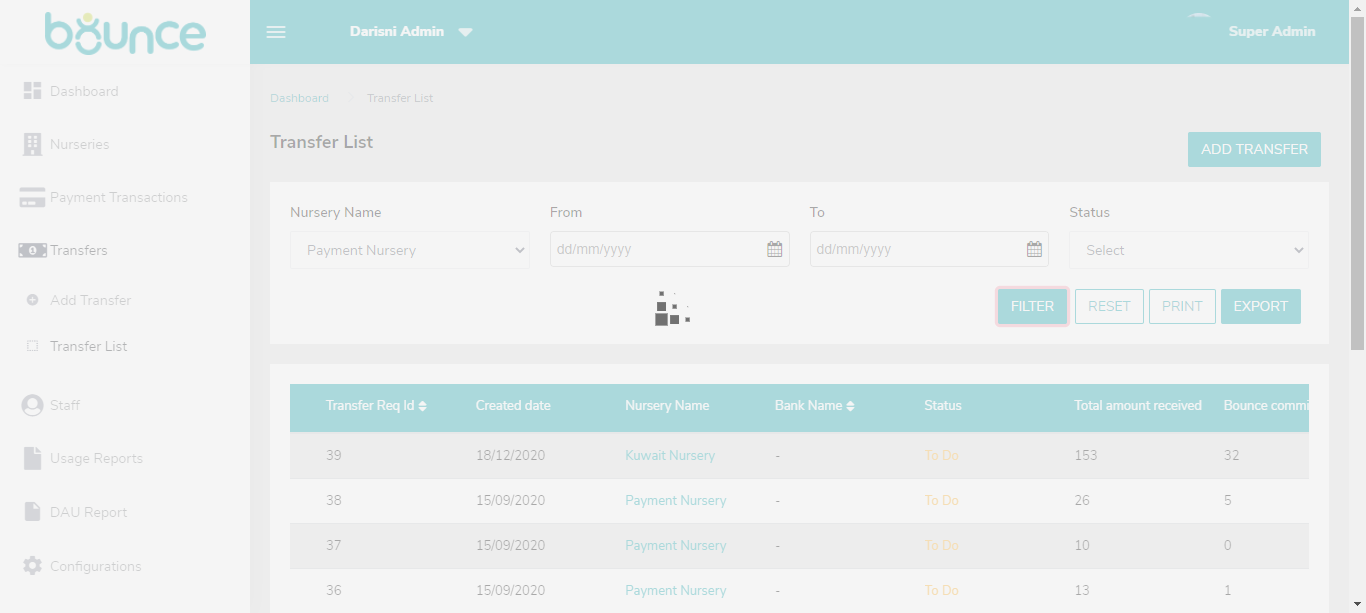 bounce
Darisni Admin
Super Admin
Dashboard
Nurseries
Payment Transactions
Transfers
Add Transfer
Transfer List
Staff
Usage Reports
DAU Report
Configurations
Dashboard Transfer List
Transfer List
ADD TRANSFER
Nursery Name From To Status
Payment Nursery dd/mm/yyyy dd/mm/yyyy Select
FILTER RESET PRINT EXPORT
Transfer Req Id Created date Nursery Name Bank Name Status Total amount received Bounce commi
39 18/12/2020 Kuwait Nursery - To Do 153 32
38 15/09/2020 Payment Nursery - To Do 26 5
37 15/09/2020 Payment Nursery - To Do 10 0
36 15/09/2020 Payment Nursery - To Do 13 1